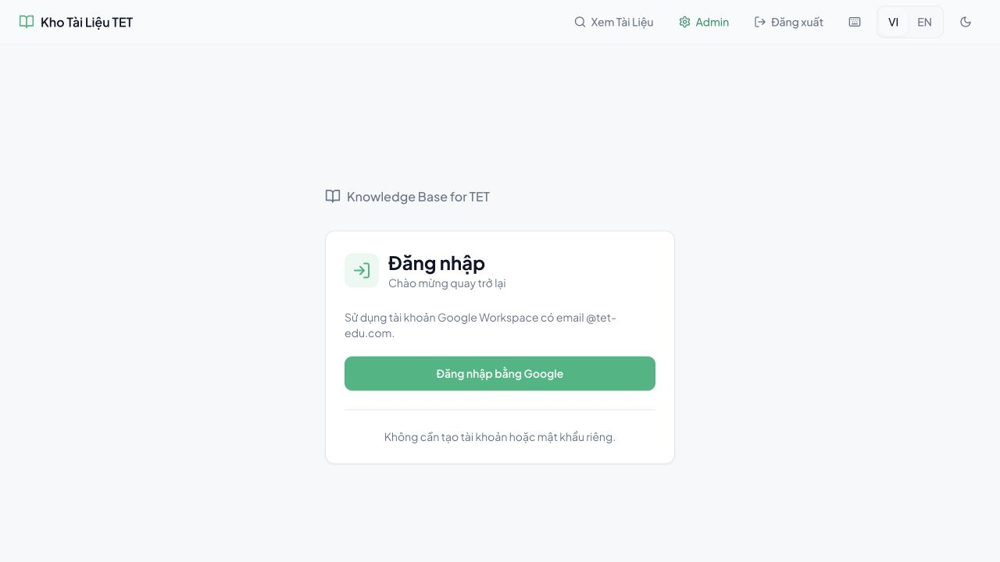 Kho Tài Liệu TET
Xem Tài Liệu
Admin
Đăng xuất
VI
EN
Knowledge Base for TET
Đăng nhập
Chào mừng quay trở lại
Sử dụng tài khoản Google Workspace có email @tet-
edu.com.
Đăng nhập bằng Google
Không cần tạo tài khoản hoặc mật khẩu riêng.